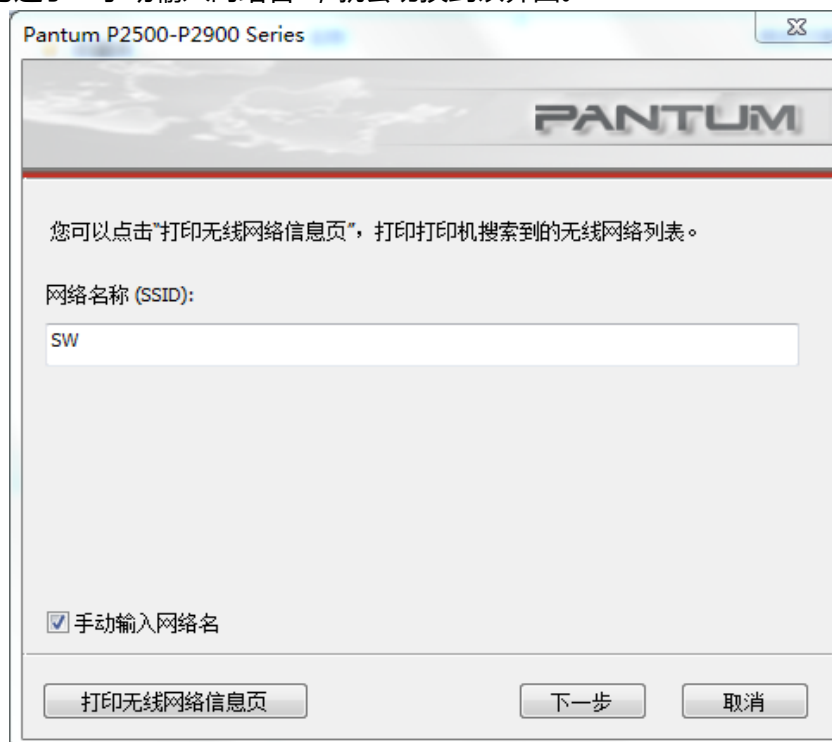 Pantum P2500-P2900 Series
PANTUM
您可以点击"打印无线网络信息页"，打印打印机搜索到的无线网络列表。
网络名称 (SSID):
SW
手动输入网络名
打印无线网络信息页
下一步
取消